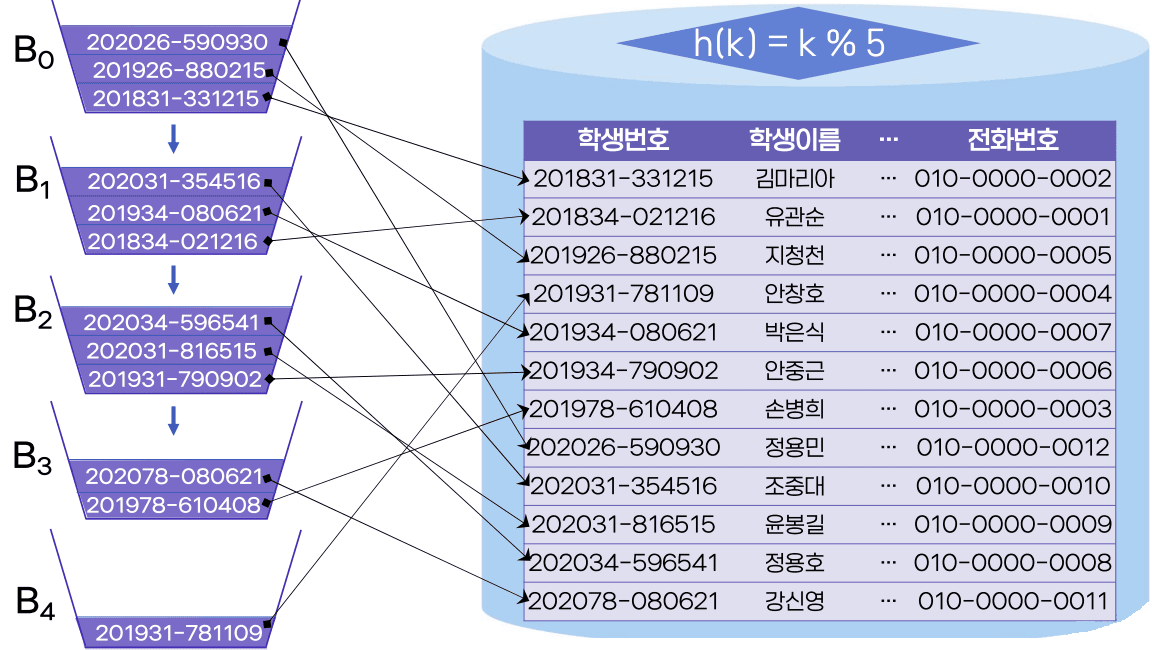 B0
202026-590930
201926-880215
201831-331215
B1
202031-354516
201934-080621
201834-021216
B2
202034-596541
202031-816515
201931-790902
B3
202078-080621
201978-610408
B4
201931-781109
h(k) = k % 5
학생번호 학생이름 ··· 전화번호
201831-331215 김마리아 ··· 010-0000-0002
201834-021216 유관순 ··· 010-0000-0001
201926-880215 지청천 ··· 010-0000-0005
201931-781109 안창호 ··· 010-0000-0004
201934-080621 박은식 ··· 010-0000-0007
201934-790902 안중근 ··· 010-0000-0006
201978-610408 손병희 ··· 010-0000-0003
202026-590930 정용민 ··· 010-0000-0012
202031-354516 조중대 ··· 010-0000-0010
202031-816515 윤봉길 ··· 010-0000-0009
202034-596541 정용호 ··· 010-0000-0008
202078-080621 강신영 ··· 010-0000-0011